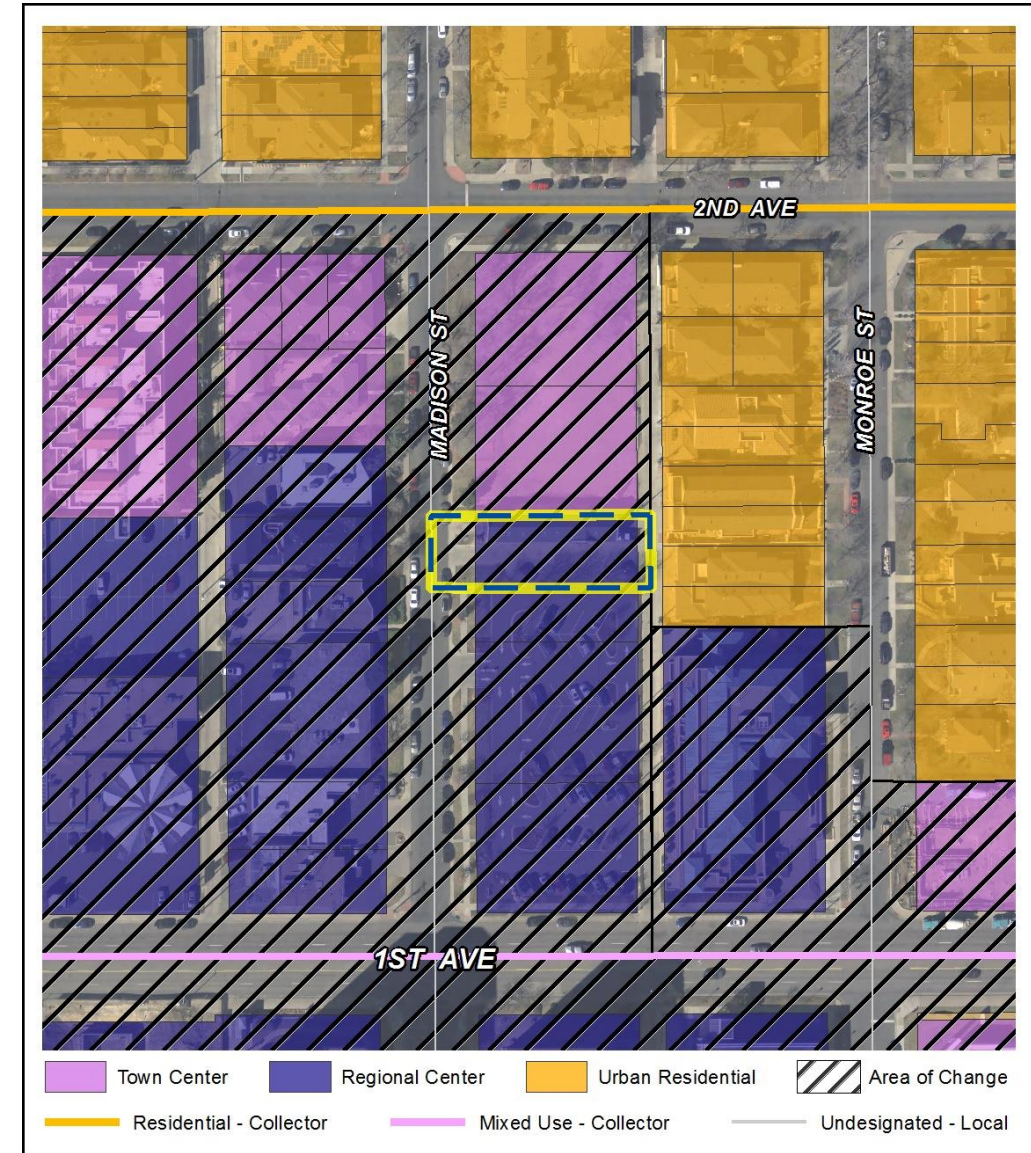 2ND AVE
MADISON ST
MONROE ST
1ST AVE
Town Center
Regional Center
Urban Residential
Area of Change
Residential - Collector
Mixed Use - Collector
Undesignated - Local